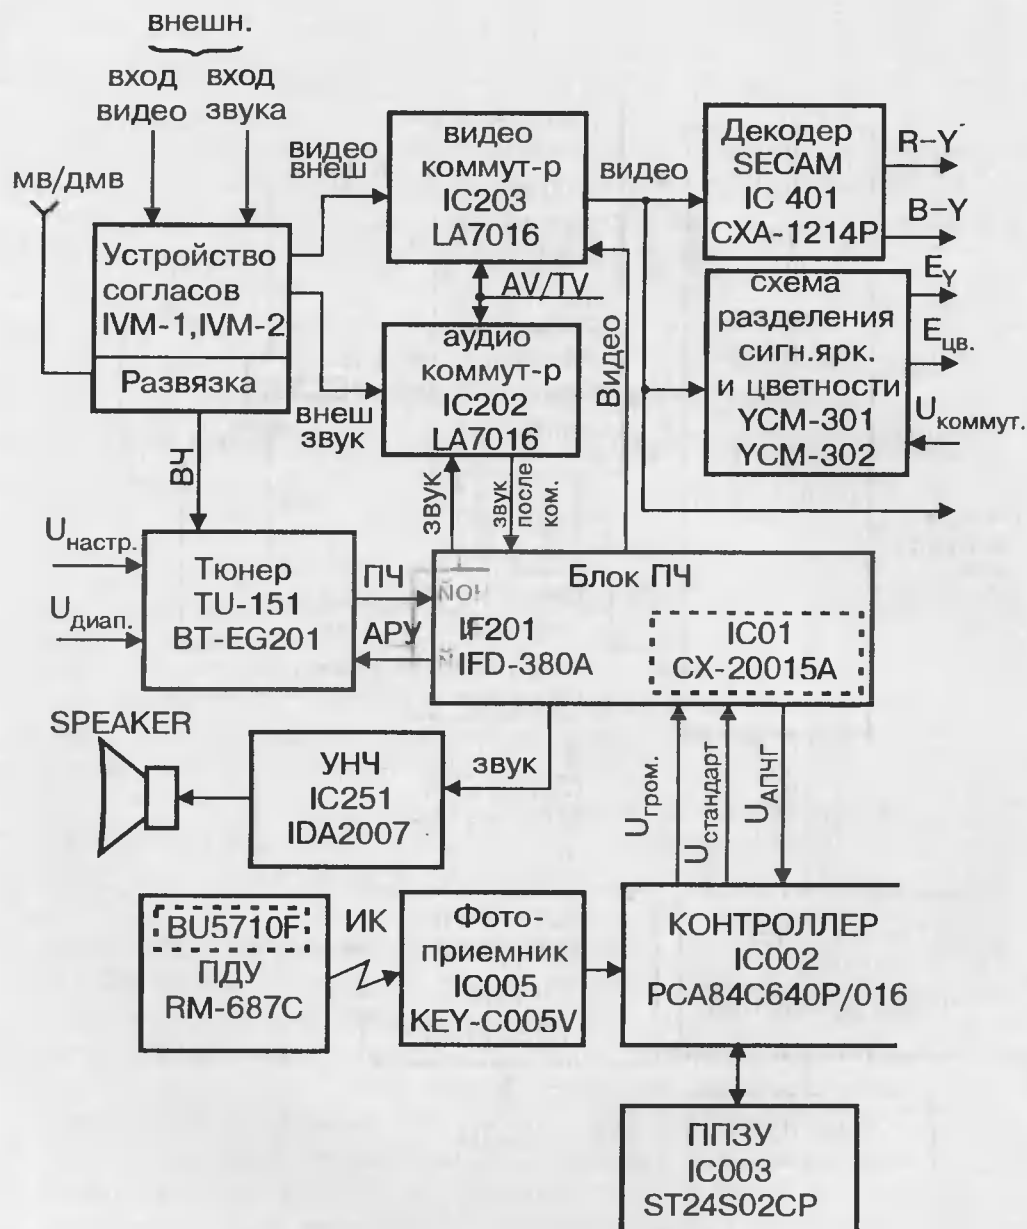 внешн.
вход вход
видео звука
мв/дмв
Устройство
согласов
IVM-1, IVM-2
Развязка
видео
внеш
видео
коммут-р
IC203
LA7016
видео
Декодер
SECAM
IC 401
CXA-1214P
R-Y
B-Y
AV/TV
внеш
звук
аудио
коммут-р
IC202
LA7016
Видео
схема
разделения
сигн.ярк.
и цветности
YCM-301
YCM-302
EY
Eцв.
Uкоммут.
ВЧ
звук
звук
после
ком.
Uнастр.
Uдиап.
Тюнер
TU-151
BT-EG201
ПЧ
АРУ
Блок ПЧ
IF201
IFD-380A
IC01
CX-20015A
SPEAKER
УНЧ
IC251
IDA2007
звук
Uгром.
Uстандарт
UАПЧГ
BU5710F
ПДУ
RM-687C
ИК
Фото-
приемник
IC005
KEY-C005V
КОНТРОЛЛЕР
IC002
PCA84C640P/016
ППЗУ
IC003
ST24S02CP